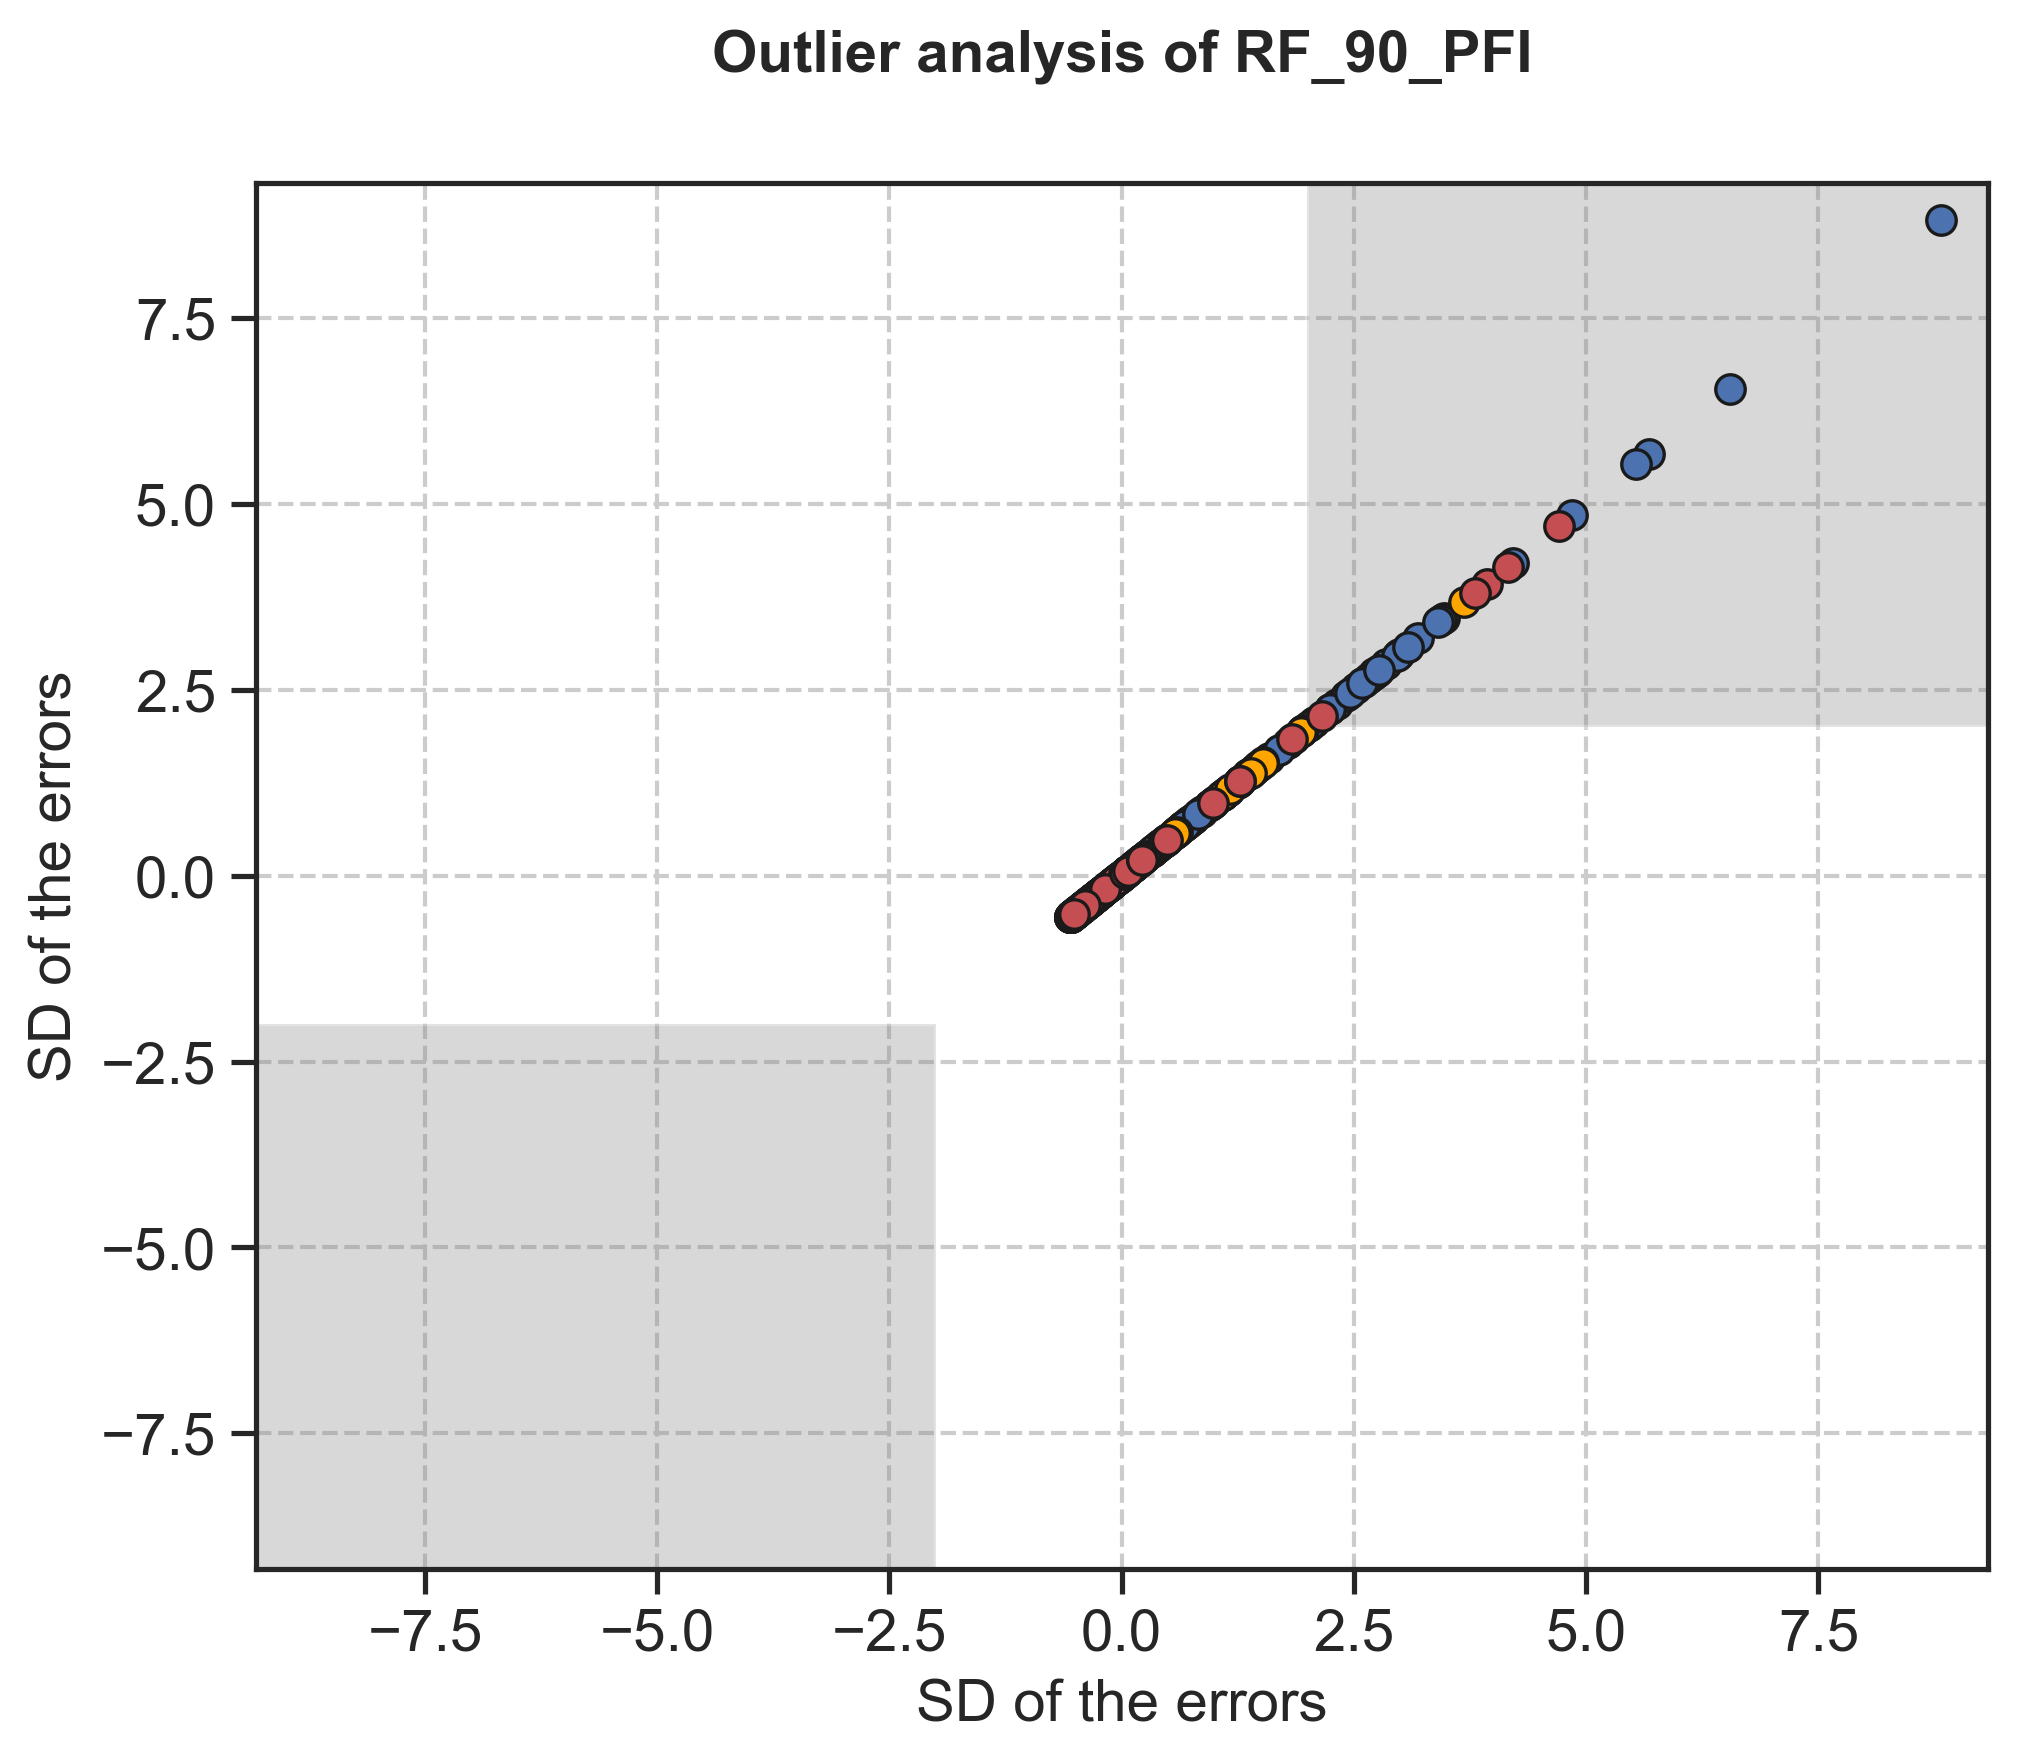 Outlier analysis of RF_90_PFI
SD of the errors
7.5
5.0
2.5
0.0
−2.5
−5.0
−7.5
−7.5 −5.0 −2.5 0.0 2.5 5.0 7.5
SD of the errors